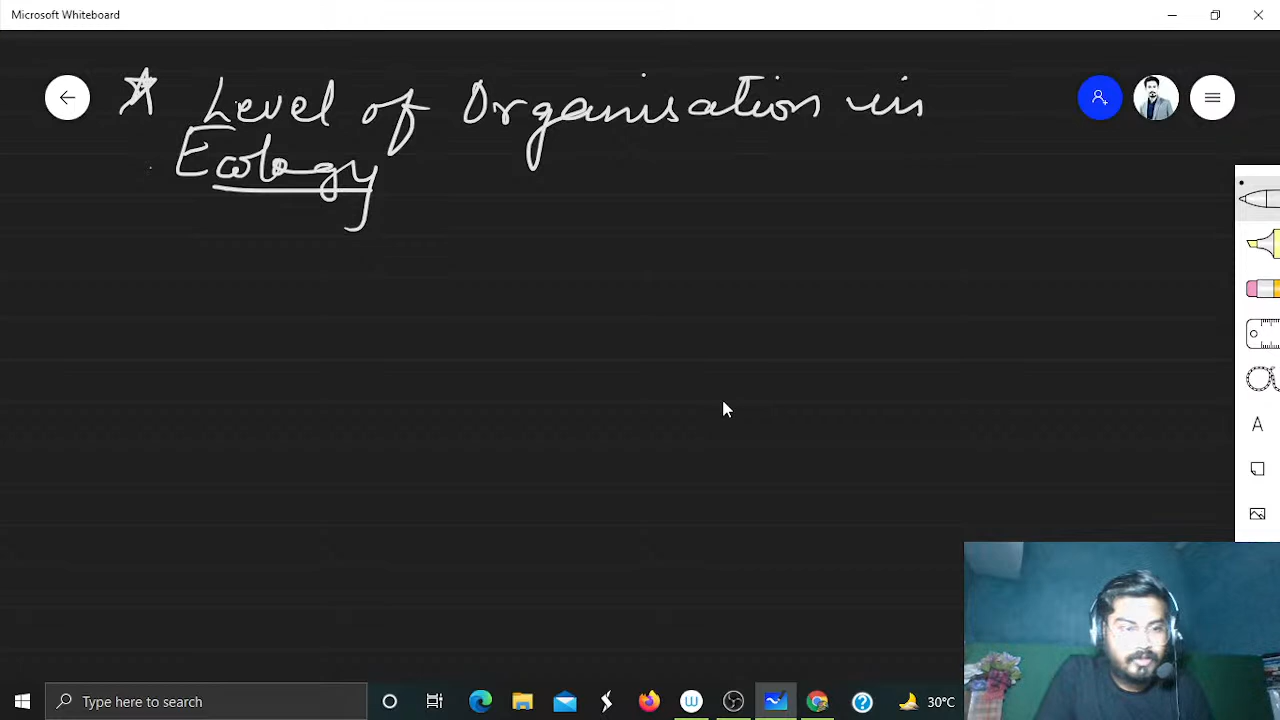 Microsoft Whiteboard
Level of Organisation in
Ecology
A
Type here to search
30°C